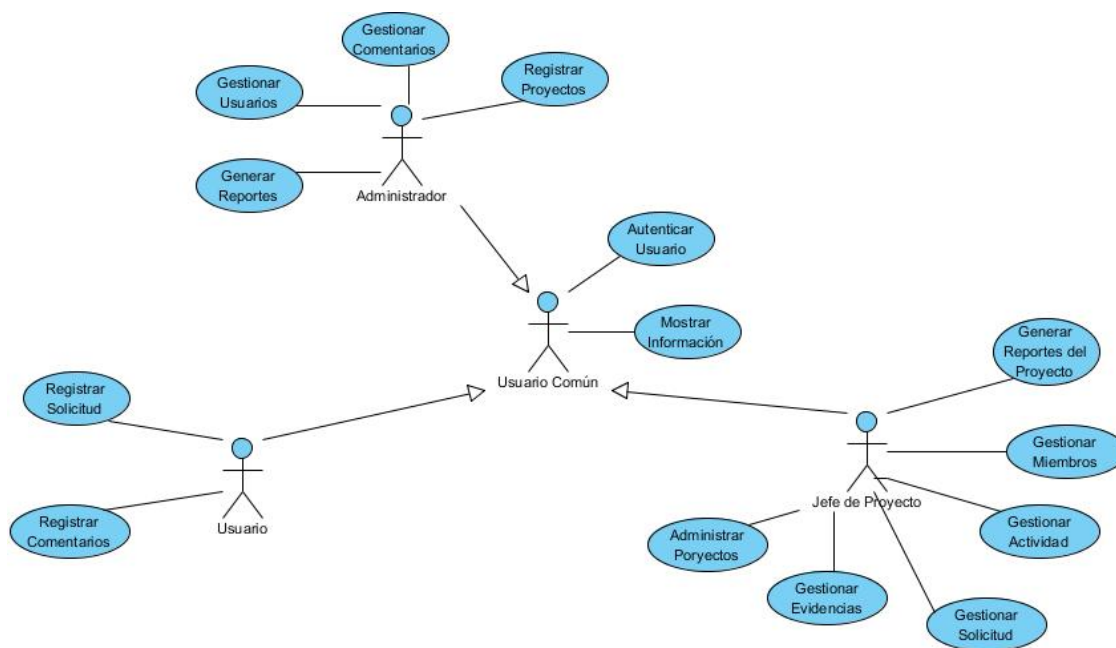 Gestionar
Comentarios
Gestionar
Usuarios
Registrar
Proyectos
Generar
Reportes
Administrador
Autenticar
Usuario
Mostrar
Información
Usuario Común
Generar
Reportes del
Proyecto
Registrar
Solicitud
Gestionar
Miembros
Registrar
Comentarios
Usuario
Jefe de Proyecto
Administrar
Poryectos
Gestionar
Actividad
Gestionar
Evidencias
Gestionar
Solicitud